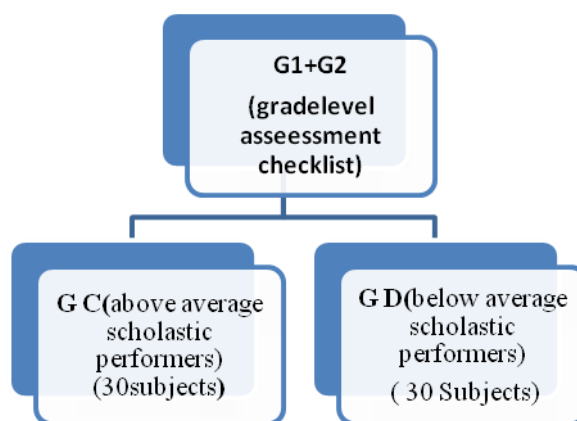 G1+G2
(gradelevel
asseessment
checklist)
G C(above average
scholastic
performers)
(30subjects)
G D(below average
scholastic
performers)
( 30 Subjects)